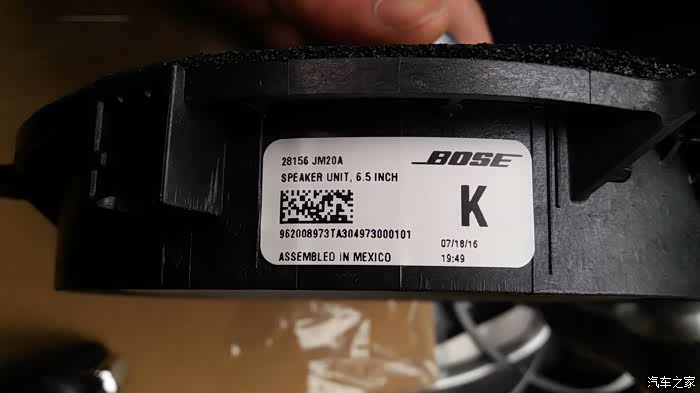 28156 JM20A
BOSE
SPEAKER UNIT, 6.5 INCH
K
962008973TA304973000101
07/18/16
ASSEMBLED IN MEXICO
19:49
汽车之家